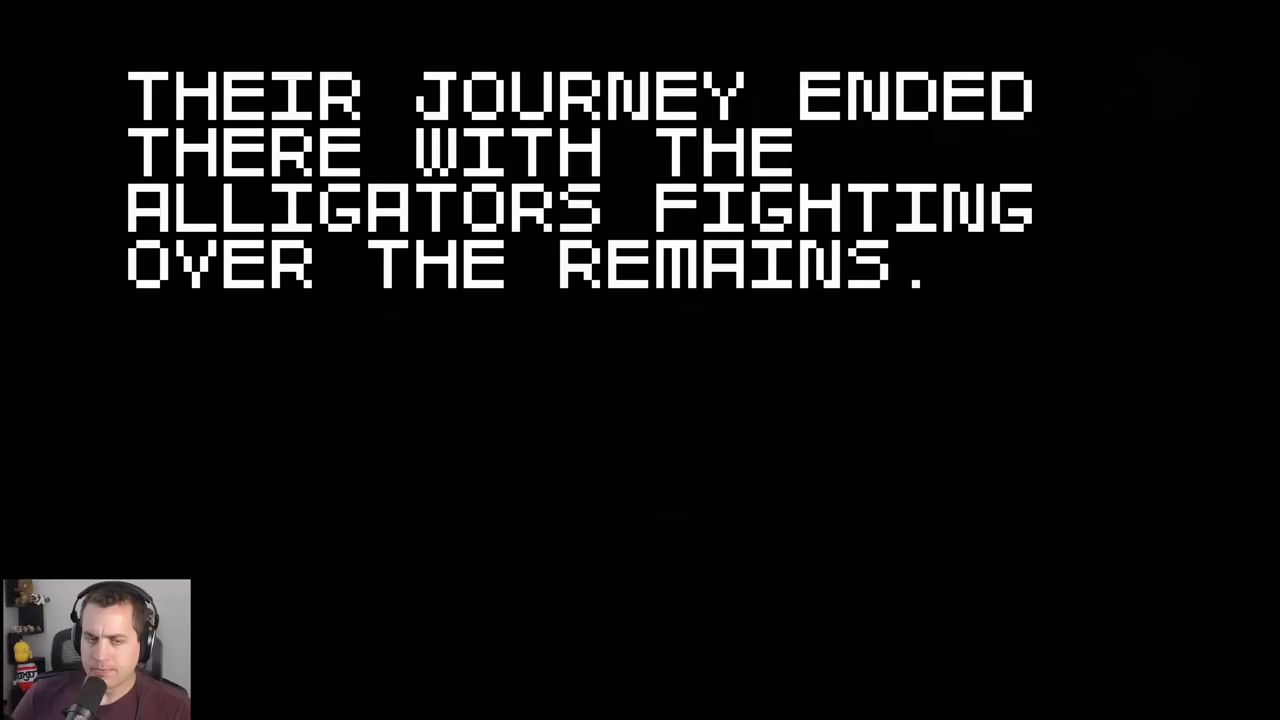 THEIR JOURNEY ENDED
THERE WITH THE
ALLIGATORS FIGHTING
OVER THE REMAINS.